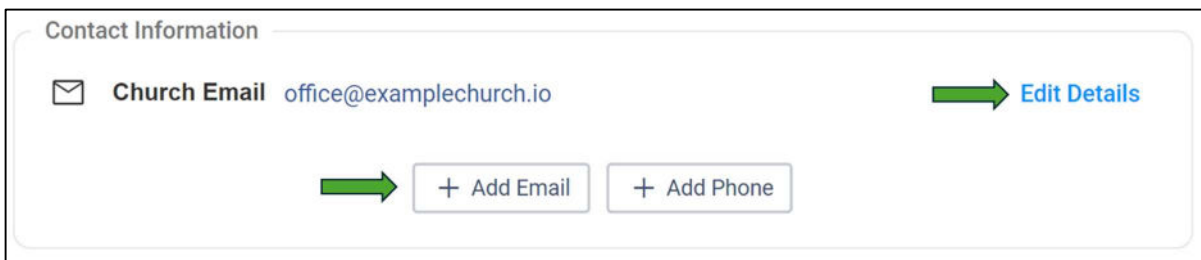 Contact Information
Church Email office@examplechurch.io Edit Details
+ Add Email + Add Phone